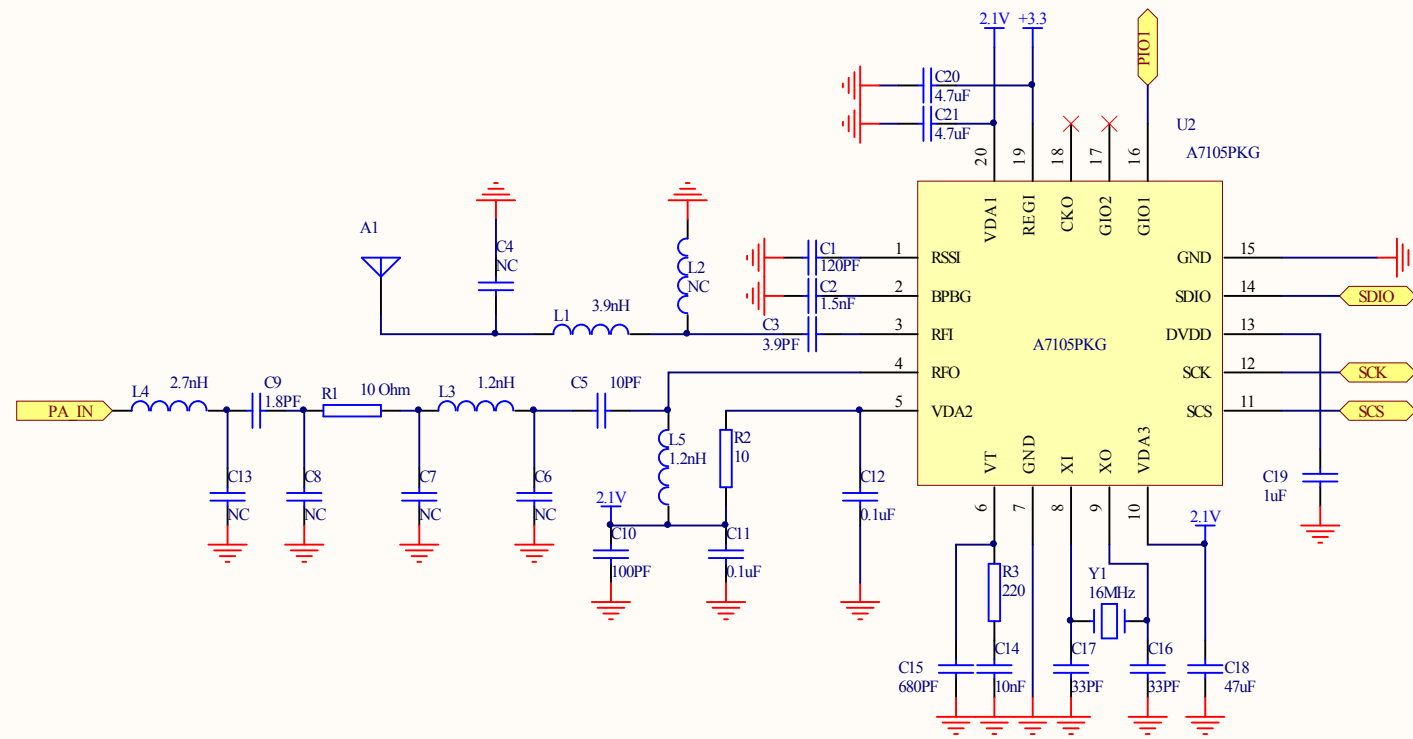 2.1V +3.3
PIO1
C20
4.7uF
C21
4.7uF
U2
A7105PKG
20 19 18 17 16
VDA1 REGI CKO GIO2 GIO1
A1
C4
NC
L2
NC
C1
120PF
1 RSSI
GND 15
C2
1.5nF
2 BPBG
SDIO 14
SDIO
L1 3.9nH
C3
3.9PF
3 RFI
DVDD 13
A7105PKG
4 RFO
SCK 12
SCK
PA_IN
L4 2.7nH
C9
1.8PF
R1 10 Ohm
L3 1.2nH
C5 10PF
5 VDA2
SCS 11
SCS
L5
1.2nH
R2
10
VT GND XI XO VDA3
6 7 8 9 10
C13
NC
C8
NC
C7
NC
C6
NC
2.1V
C10
100PF
C11
0.1uF
C12
0.1uF
C19
1uF
2.1V
R3
220
Y1
16MHz
C15
680PF
C14
10nF
C17
33PF
C16
33PF
C18
47uF